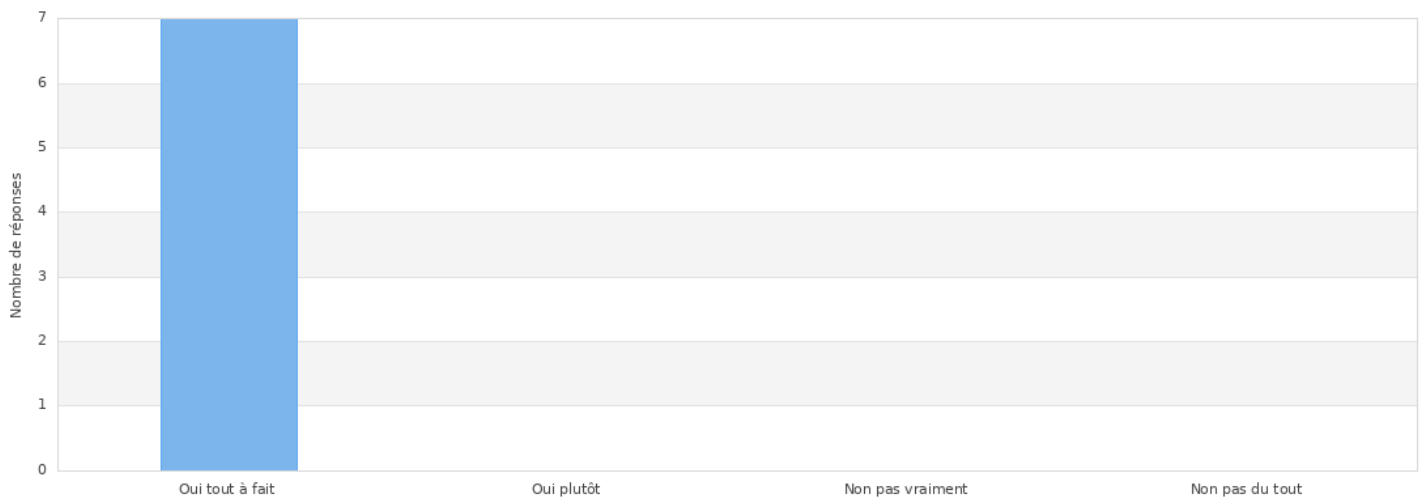 7
6
5
4
3
2
1
0
Nombre de réponses
Oui tout à fait
Oui plutôt
Non pas vraiment
Non pas du tout